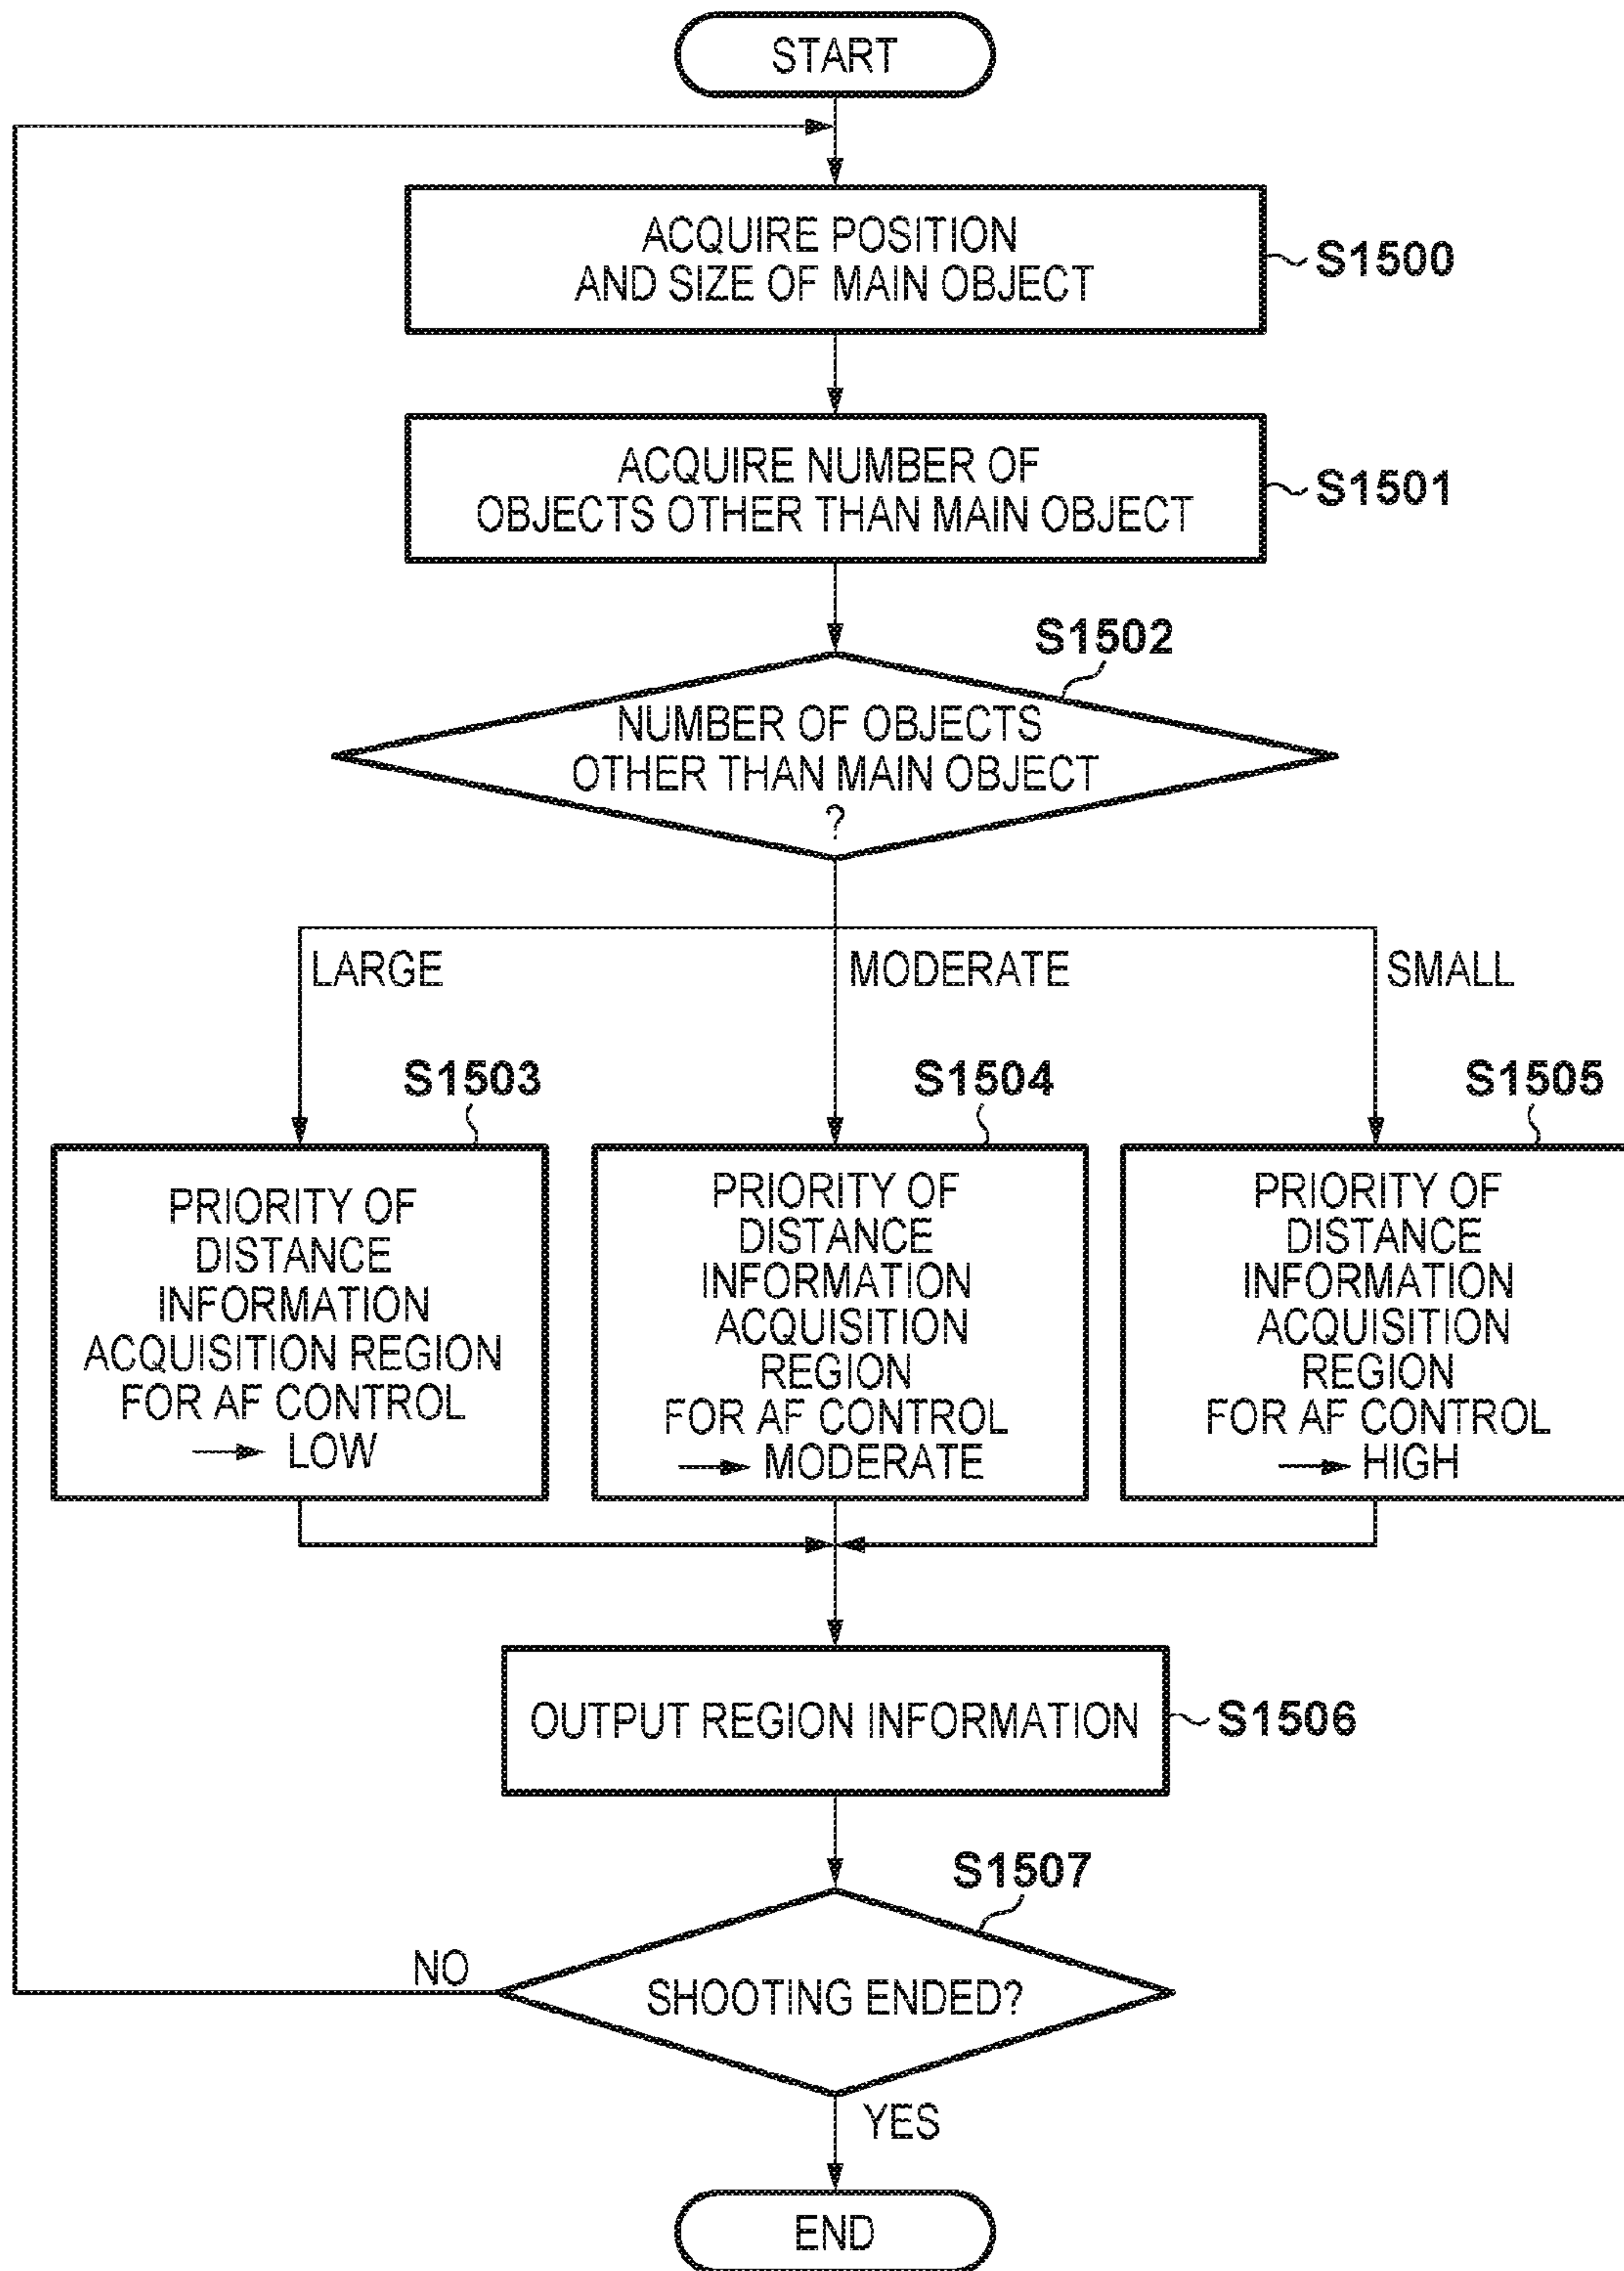 START
ACQUIRE POSITION
AND SIZE OF MAIN OBJECT
S1500
ACQUIRE NUMBER OF
OBJECTS OTHER THAN MAIN OBJECT
S1501
S1502
NUMBER OF OBJECTS
OTHER THAN MAIN OBJECT
?
LARGE
MODERATE
SMALL
S1503
PRIORITY OF
DISTANCE
INFORMATION
ACQUISITION REGION
FOR AF CONTROL
→ LOW
S1504
PRIORITY OF
DISTANCE
INFORMATION
ACQUISITION
REGION
FOR AF CONTROL
→ MODERATE
S1505
PRIORITY OF
DISTANCE
INFORMATION
ACQUISITION
REGION
FOR AF CONTROL
→ HIGH
OUTPUT REGION INFORMATION
S1506
S1507
NO
SHOOTING ENDED?
YES
END